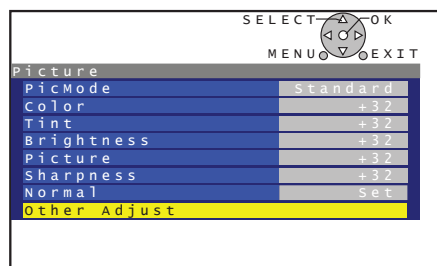 SELECT OK
MENU EXIT
Picture
PicMode Standard
Color +32
Tint +32
Brightness +32
Picture +32
Sharpness +32
Normal Set
Other Adjust